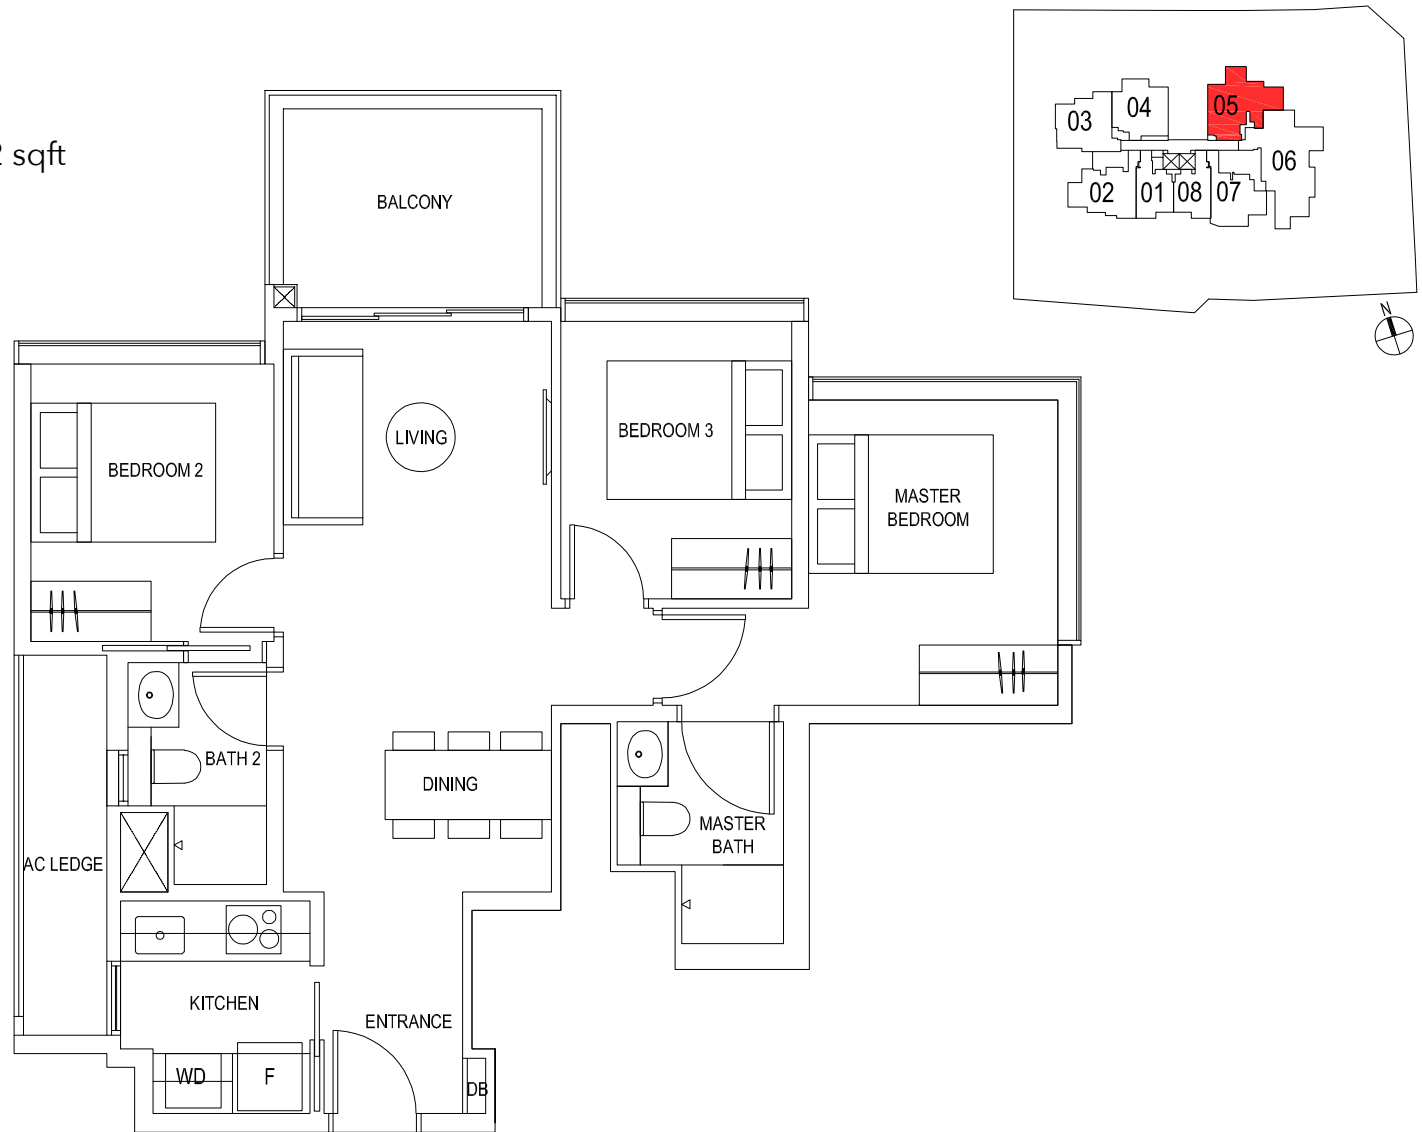 2 sqft
04
05
03
06
02
01
08
07
N
BALCONY
LIVING
BEDROOM 3
BEDROOM 2
MASTER
BEDROOM
BATH 2
DINING
MASTER
BATH
AC LEDGE
KITCHEN
ENTRANCE
WD
F
DB